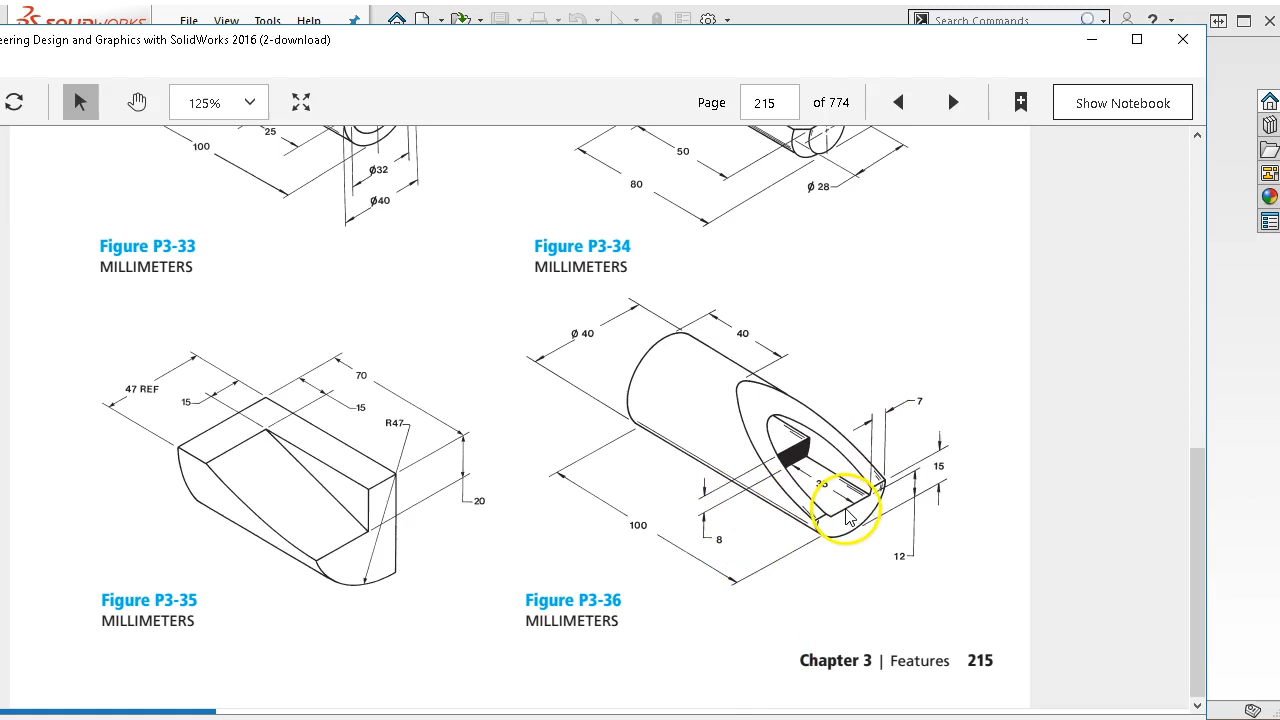 SOLIDWORKS File View Tools Help Search Commands ?
eering Design and Graphics with SolidWorks 2016 (2-download)
125% Page 215 of 774 Show Notebook
25
100
Ø32
Ø40
50
80
Ø 28
Figure P3-33
MILLIMETERS
Figure P3-34
MILLIMETERS
47 REF
15
70
15
R47
20
Ø 40
40
7
15
35
100
8
12
Figure P3-35
MILLIMETERS
Figure P3-36
MILLIMETERS
Chapter 3 | Features 215